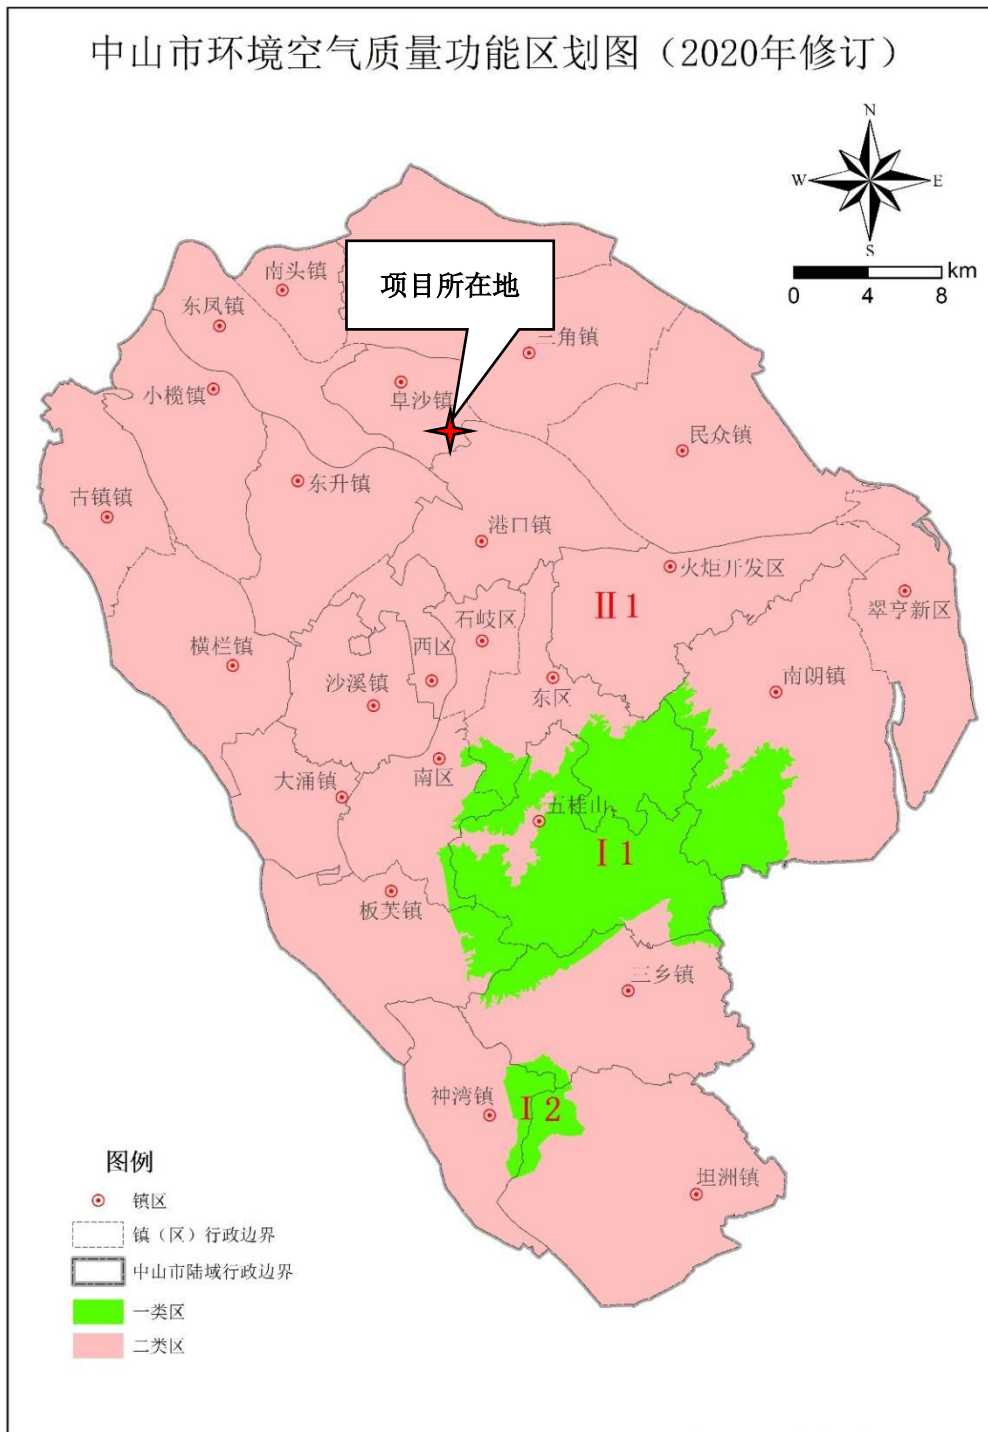 中山市环境空气质量功能区划图（2020年修订）
N
W
E
S
km
0 4 8
项目所在地
南头镇
东凤镇
三角镇
小榄镇
阜沙镇
民众镇
东升镇
古镇镇
港口镇
火炬开发区
翠亨新区
II 1
石岐区
横栏镇
西区
沙溪镇
东区
南朗镇
南区
大涌镇
五桂山
I 1
板芙镇
三乡镇
神湾镇
I 2
坦洲镇
图例
镇区
镇（区）行政边界
中山市陆域行政边界
一类区
二类区